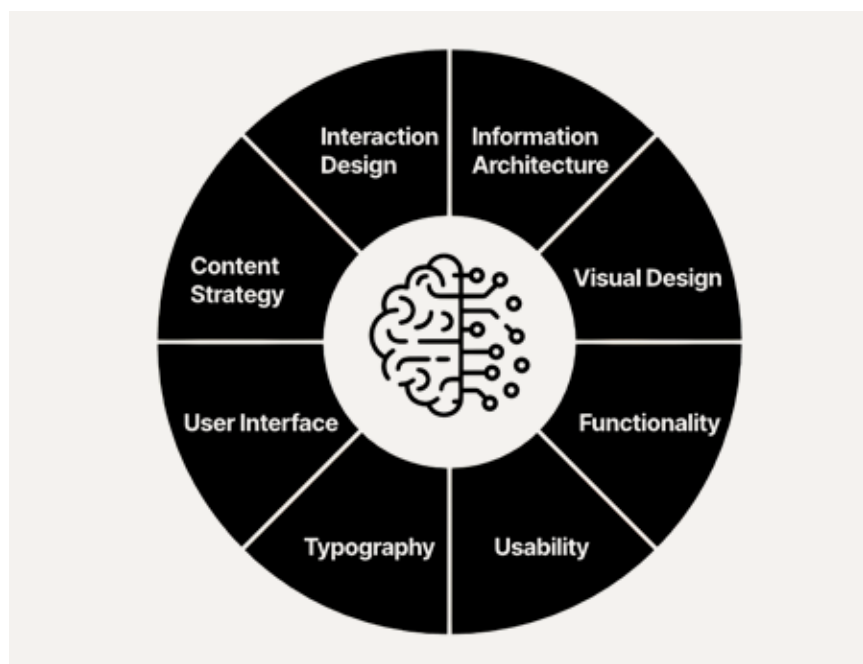 Interaction
Design
Information
Architecture
Content
Strategy
Visual Design
User Interface
Functionality
Typography
Usability